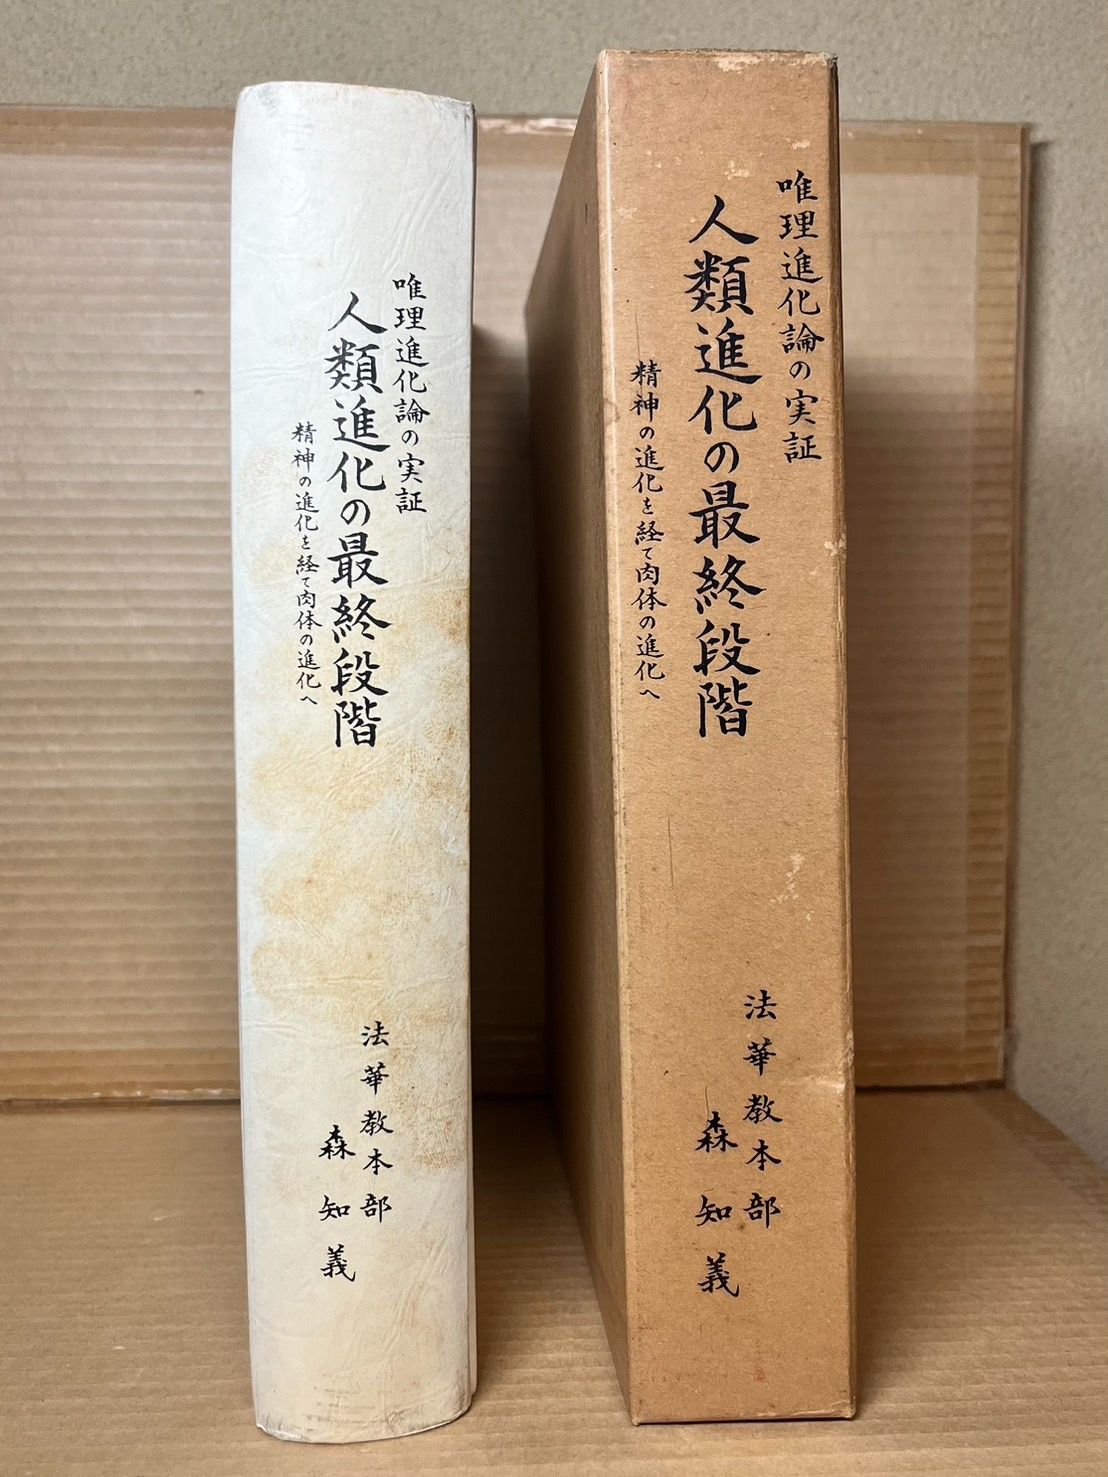 唯理進化論の実証
人類進化の最終段階
精神の進化を経て肉体の進化へ
法華教本部
森知義
唯理進化論の実証
人類進化の最終段階
精神の進化を経て肉体の進化へ
法華教本部
森知義